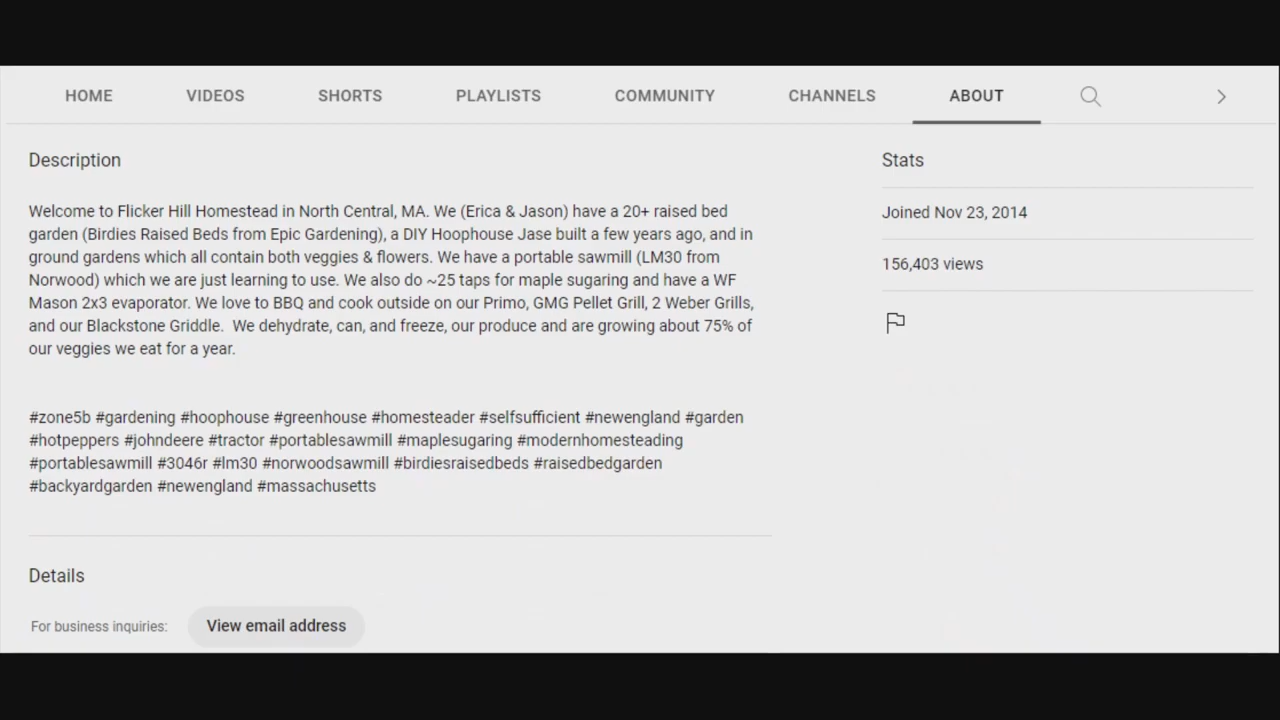 HOME VIDEOS SHORTS PLAYLISTS COMMUNITY CHANNELS ABOUT
Description
Welcome to Flicker Hill Homestead in North Central, MA. We (Erica & Jason) have a 20+ raised bed
garden (Birdies Raised Beds from Epic Gardening), a DIY Hoophouse Jase built a few years ago, and in
ground gardens which all contain both veggies & flowers. We have a portable sawmill (LM30 from
Norwood) which we are just learning to use. We also do ~25 taps for maple sugaring and have a WF
Mason 2x3 evaporator. We love to BBQ and cook outside on our Primo, GMG Pellet Grill, 2 Weber Grills,
and our Blackstone Griddle.  We dehydrate, can, and freeze, our produce and are growing about 75% of
our veggies we eat for a year.
#zone5b #gardening #hoophouse #greenhouse #homesteader #selfsufficient #newengland #garden
#hotpeppers #johndeere #tractor #portablesawmill #maplesugaring #modernhomesteading
#portablesawmill #3046r #lm30 #norwoodsawmill #birdiesraisedbeds #raisedbedgarden
#backyardgarden #newengland #massachusetts
Details
For business inquiries: View email address
Stats
Joined Nov 23, 2014
156,403 views